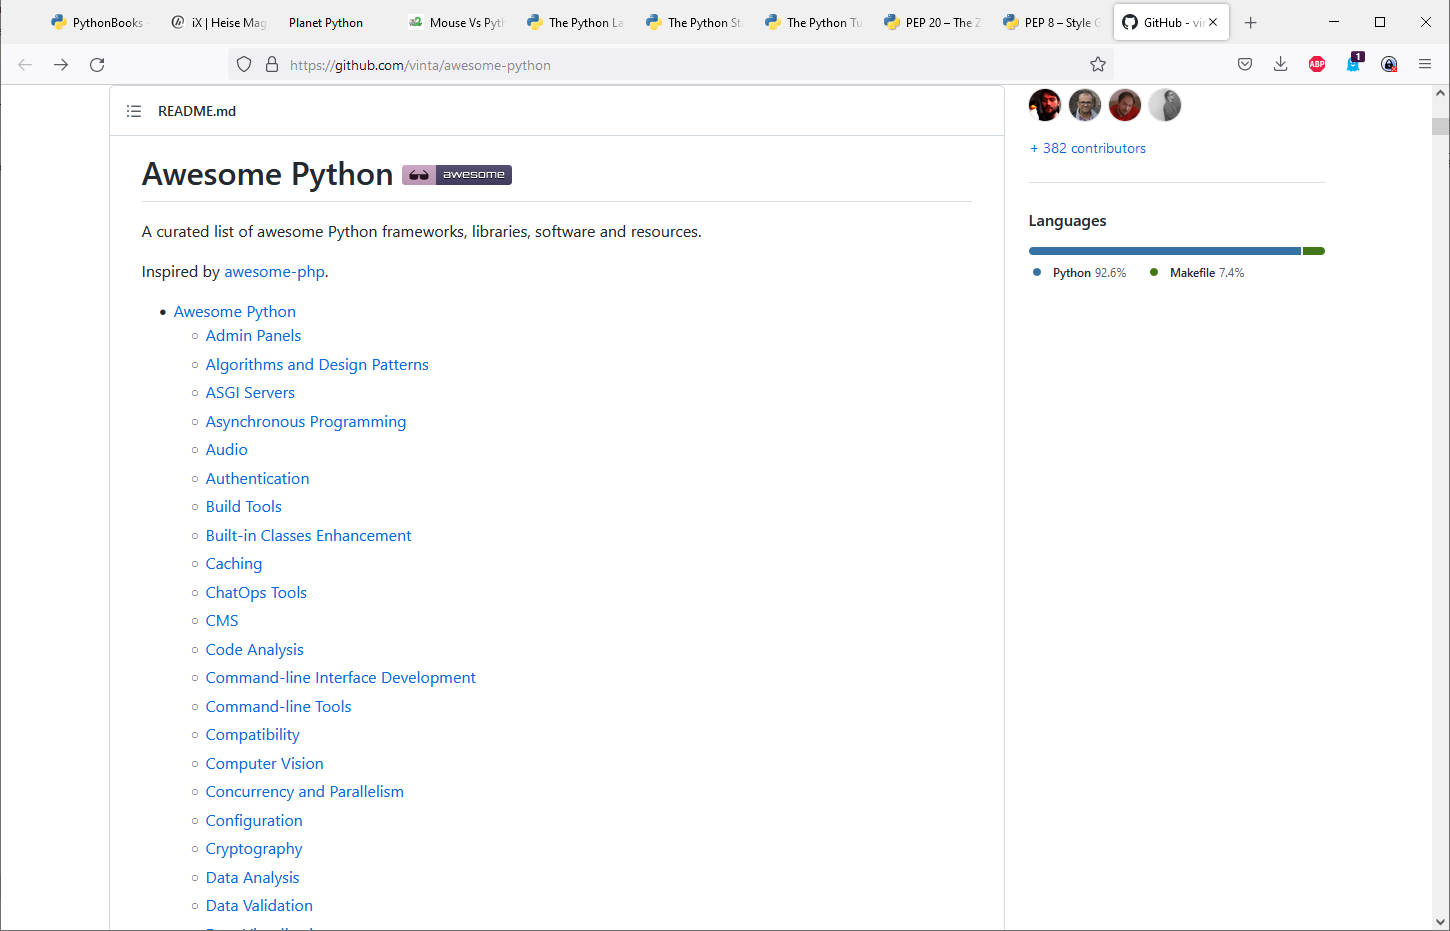 PythonBooks
iX | Heise Mag
Planet Python
Mouse Vs Pyth
The Python La
The Python St
The Python Tu
PEP 20 – The Z
PEP 8 – Style G
GitHub - vin
https://github.com/vinta/awesome-python
ABP
1
README.md
Awesome Python
awesome
A curated list of awesome Python frameworks, libraries, software and resources.
Inspired by awesome-php.
Awesome Python
Admin Panels
Algorithms and Design Patterns
ASGI Servers
Asynchronous Programming
Audio
Authentication
Build Tools
Built-in Classes Enhancement
Caching
ChatOps Tools
CMS
Code Analysis
Command-line Interface Development
Command-line Tools
Compatibility
Computer Vision
Concurrency and Parallelism
Configuration
Cryptography
Data Analysis
Data Validation
+ 382 contributors
Languages
Python 92.6%
Makefile 7.4%